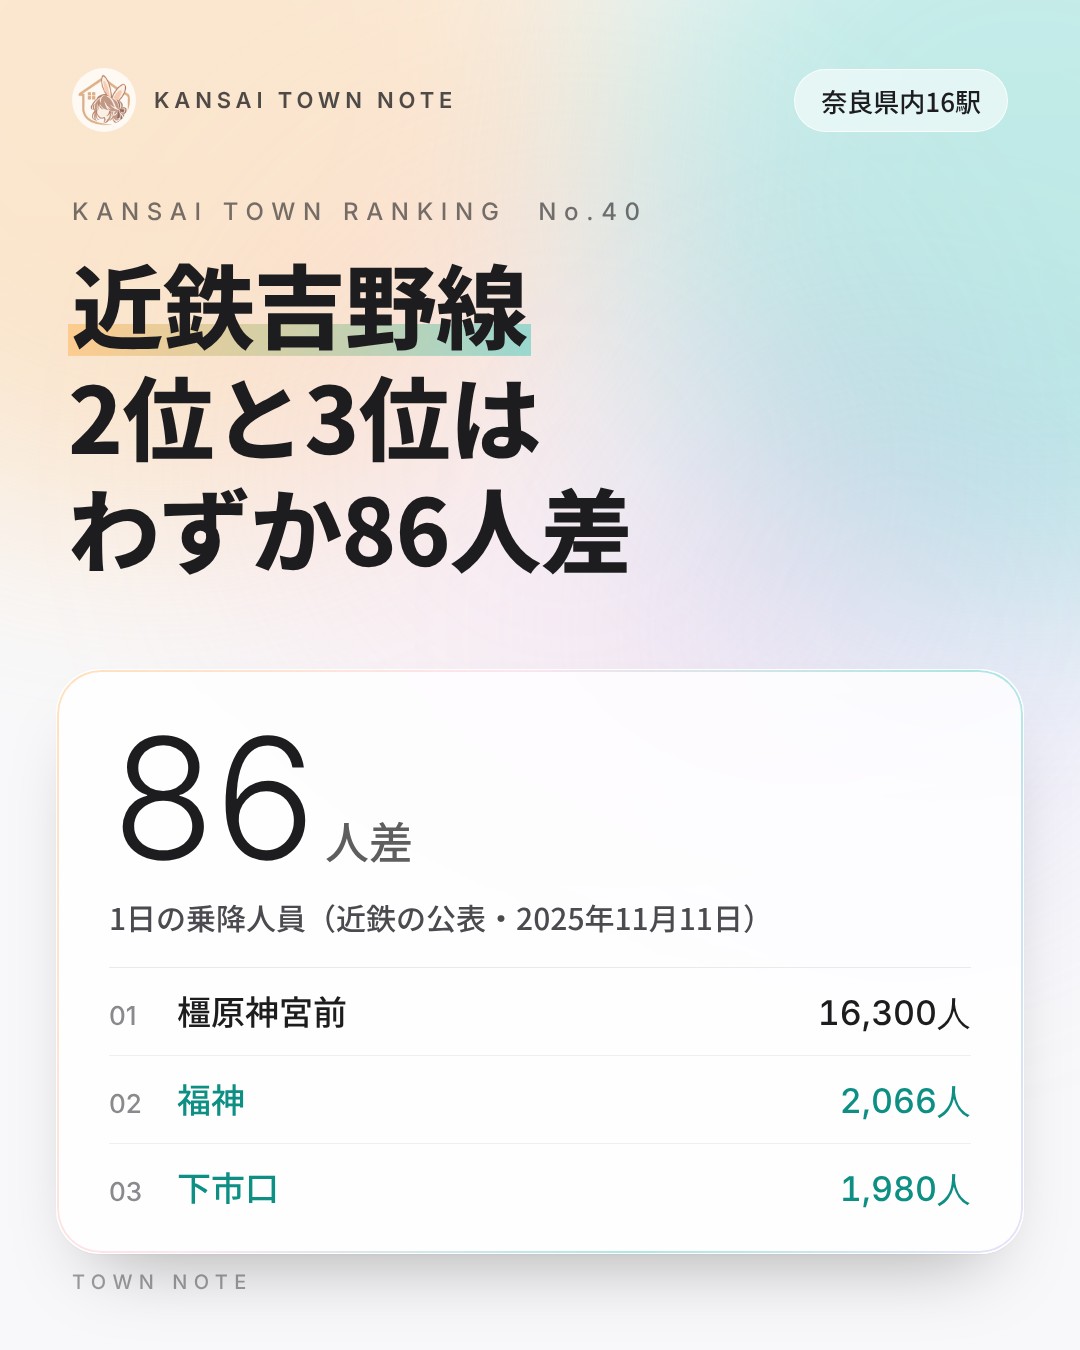 KANSAI TOWN NOTE
奈良県内16駅
KANSAI TOWN RANKING No.40
近鉄吉野線
2位と3位は
わずか86人差
86人差
1日の乗降人員（近鉄の公表・2025年11月11日）
01 橿原神宮前 16,300人
02 福神 2,066人
03 下市口 1,980人
TOWN NOTE